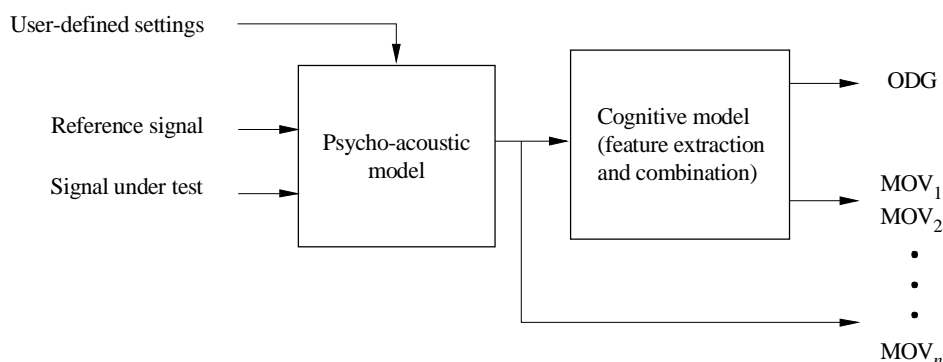 User-defined settings
Reference signal
Signal under test
Psycho-acoustic
model
Cognitive model
(feature extraction
and combination)
ODG
MOV1
MOV2
MOVn